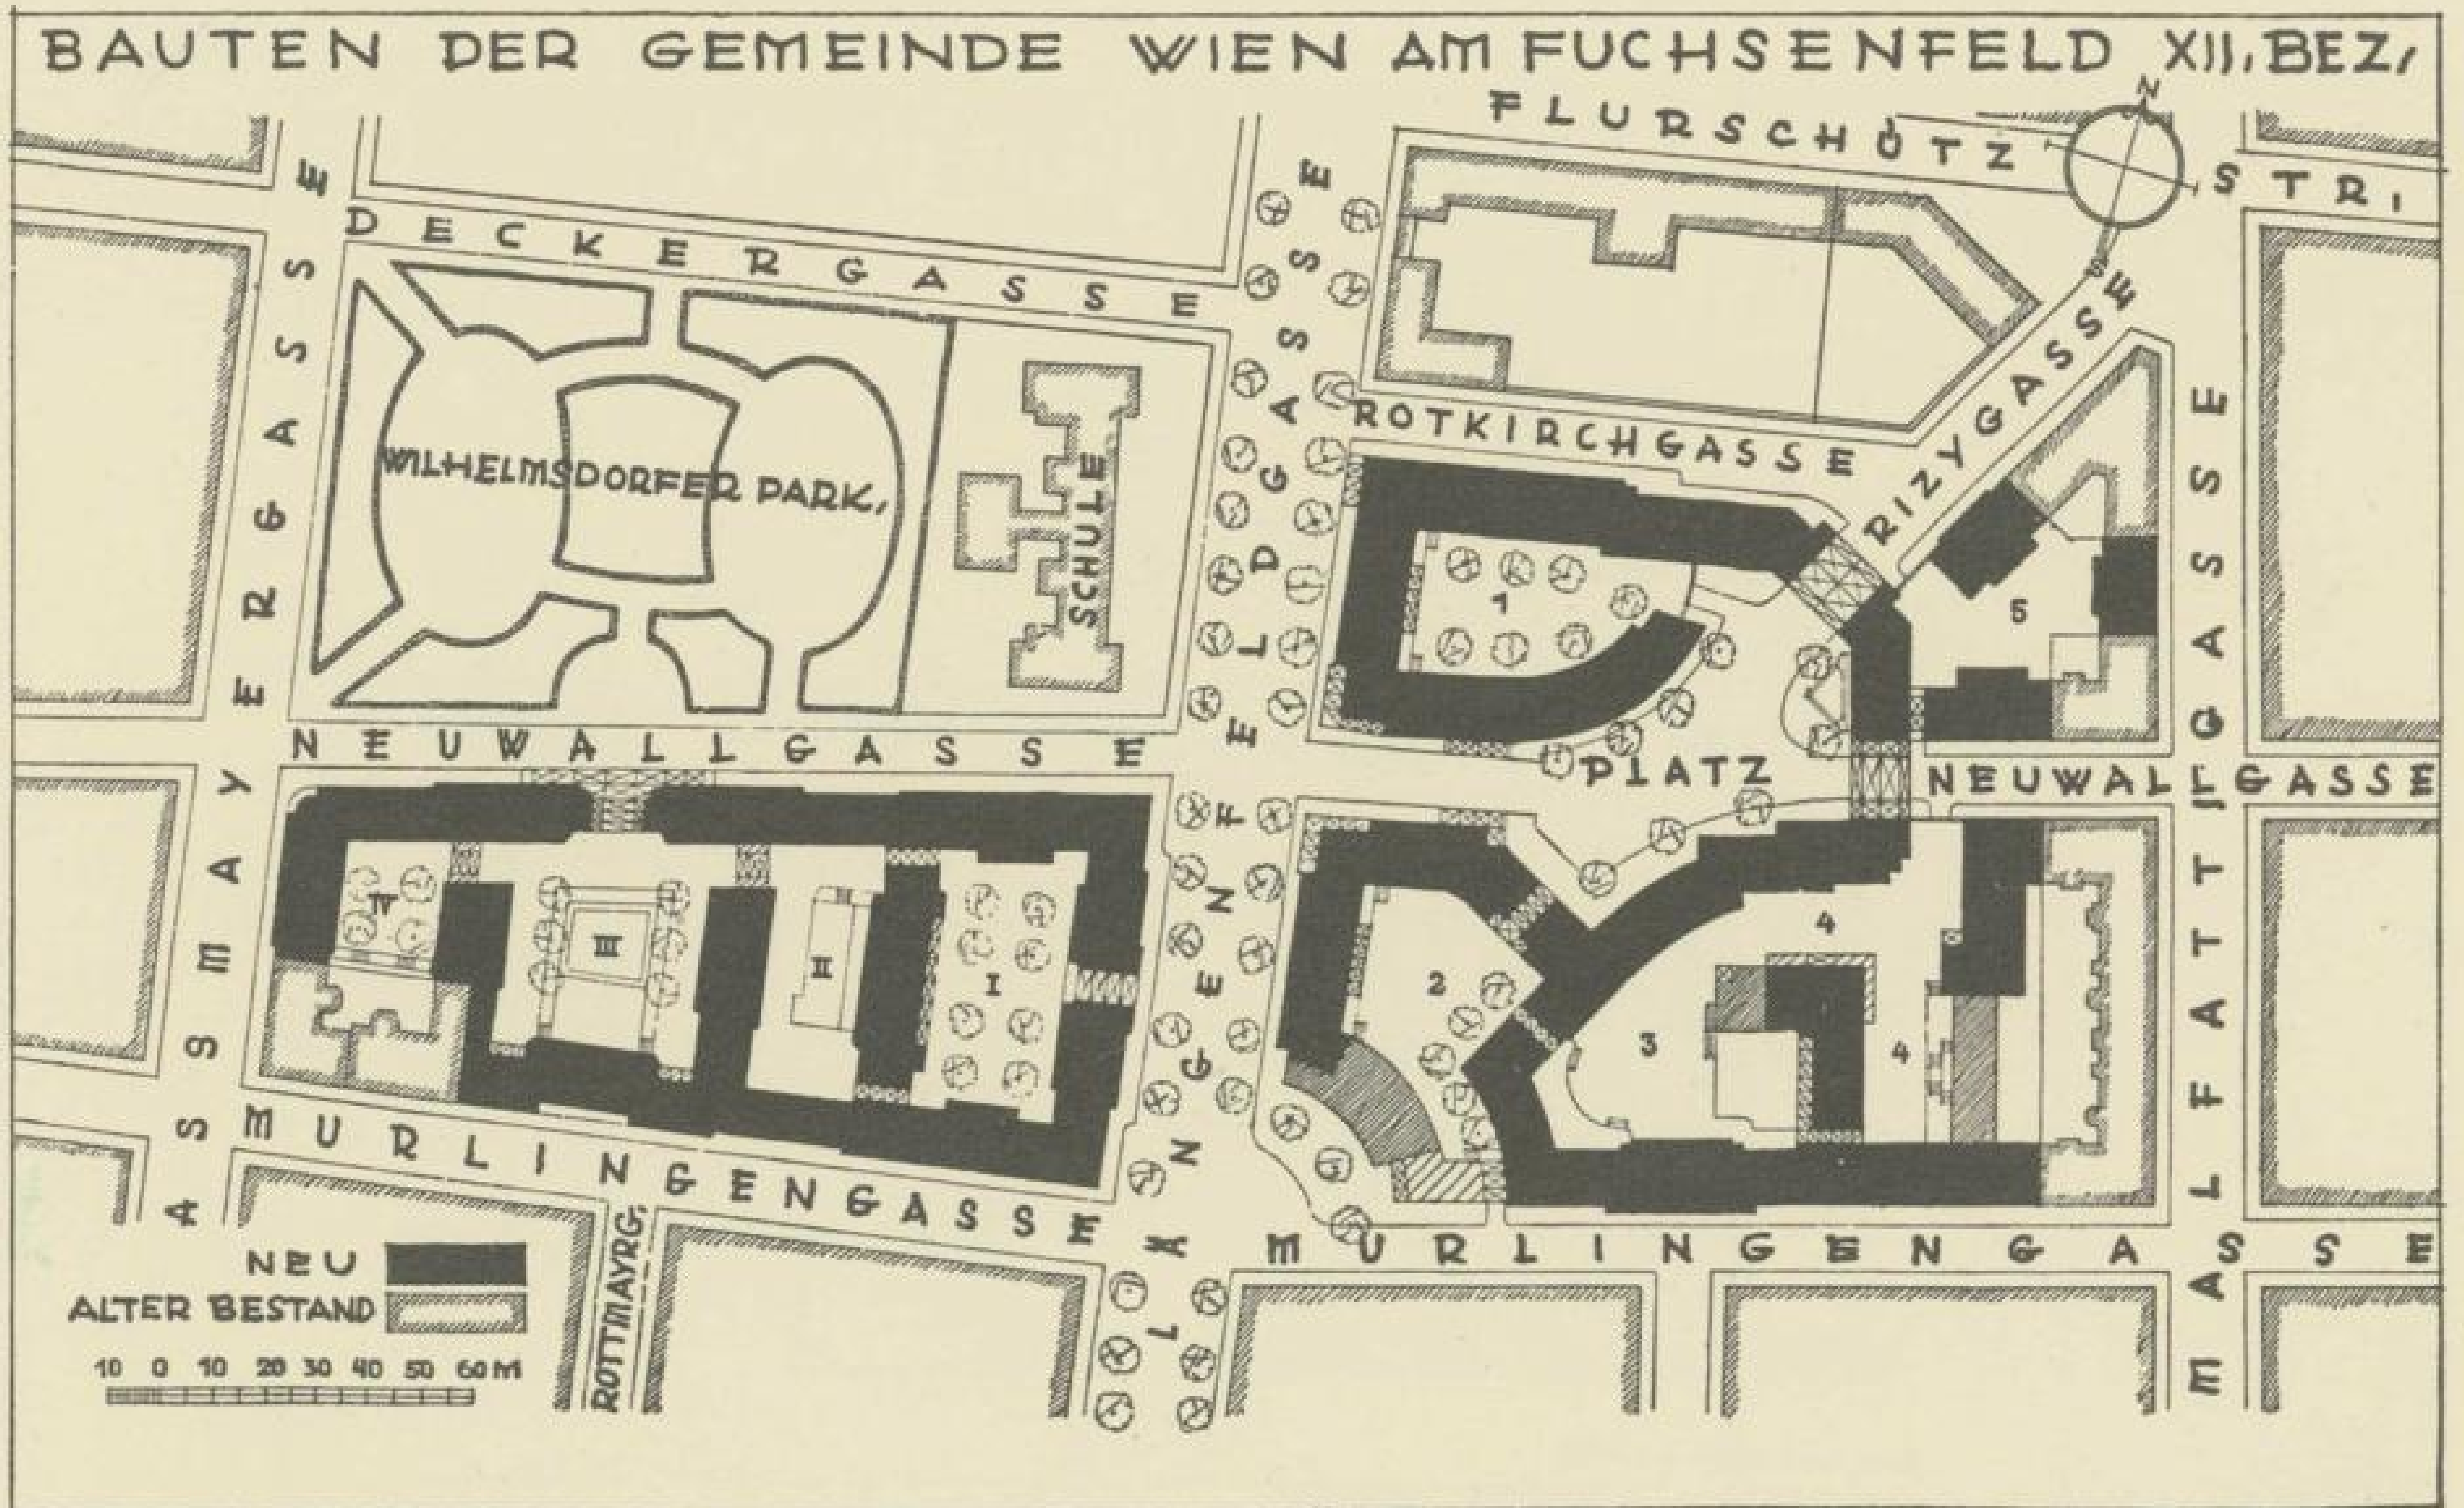 BAUTEN DER GEMEINDE WIEN AM FUCHSENFELD XII, BEZ,
FLURSCHÜTZ STR,
N
S
DECKERGASSE
ASSMAYERGASSE
WILHELMSDORFER PARK,
SCHULE
LÄNGENFELDGASSE
ROTKIRCHGASSE
RIZYGASSE
MALFATTIGASSE
1
5
NEUWALLGASSE
PLATZ
NEUWALLGASSE
IV
III
II
I
2
3
4
4
MURLINGENGASSE
MURLINGENGASSE
ROTTMAYRG,
NEU
ALTER BESTAND
10 0 10 20 30 40 50 60 M